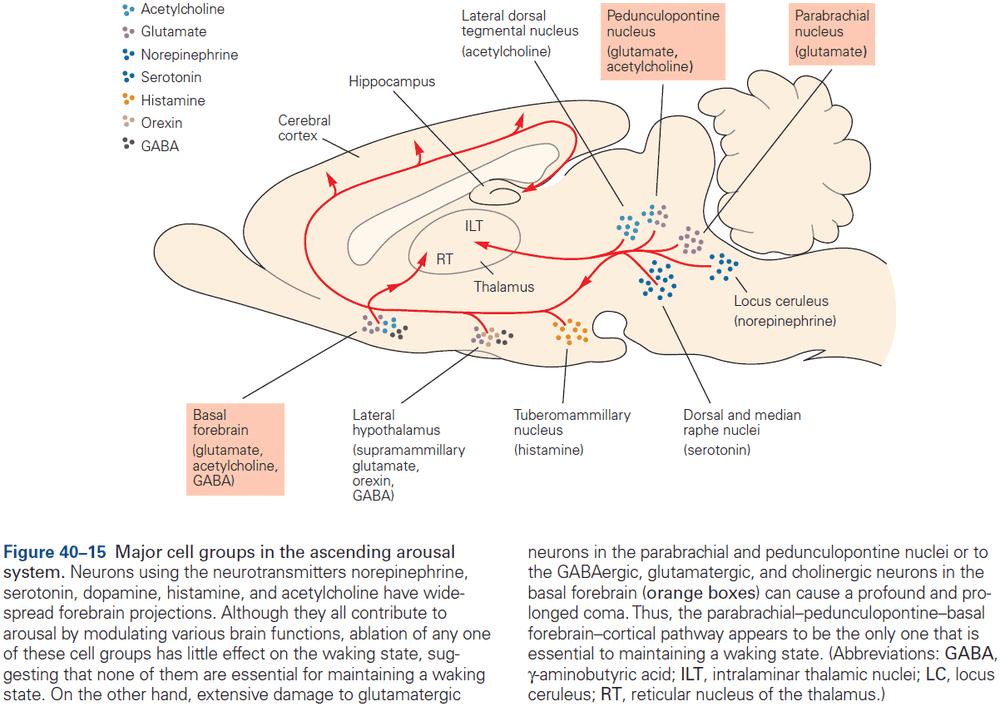 Acetylcholine
Glutamate
Norepinephrine
Serotonin
Histamine
Orexin
GABA
Lateral dorsal
tegmental nucleus
(acetylcholine)
Pedunculopontine
nucleus
(glutamate,
acetylcholine)
Parabrachial
nucleus
(glutamate)
Hippocampus
Cerebral
cortex
ILT
RT
Thalamus
Locus ceruleus
(norepinephrine)
Basal
forebrain
(glutamate,
acetylcholine,
GABA)
Lateral
hypothalamus
(supramammillary
glutamate,
orexin,
GABA)
Tuberomammillary
nucleus
(histamine)
Dorsal and median
raphe nuclei
(serotonin)
Figure 40–15 Major cell groups in the ascending arousal
system. Neurons using the neurotransmitters norepinephrine,
serotonin, dopamine, histamine, and acetylcholine have wide-
spread forebrain projections. Although they all contribute to
arousal by modulating various brain functions, ablation of any one
of these cell groups has little effect on the waking state, sug-
gesting that none of them are essential for maintaining a waking
state. On the other hand, extensive damage to glutamatergic
neurons in the parabrachial and pedunculopontine nuclei or to
the GABAergic, glutamatergic, and cholinergic neurons in the
basal forebrain (orange boxes) can cause a profound and pro-
longed coma. Thus, the parabrachial–pedunculopontine–basal
forebrain–cortical pathway appears to be the only one that is
essential to maintaining a waking state. (Abbreviations: GABA,
γ-aminobutyric acid; ILT, intralaminar thalamic nuclei; LC, locus
ceruleus; RT, reticular nucleus of the thalamus.)